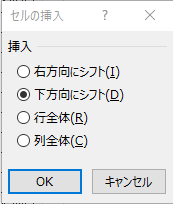 セルの挿入 ? ×
挿入
右方向にシフト(I)
下方向にシフト(D)
行全体(R)
列全体(C)
OK キャンセル